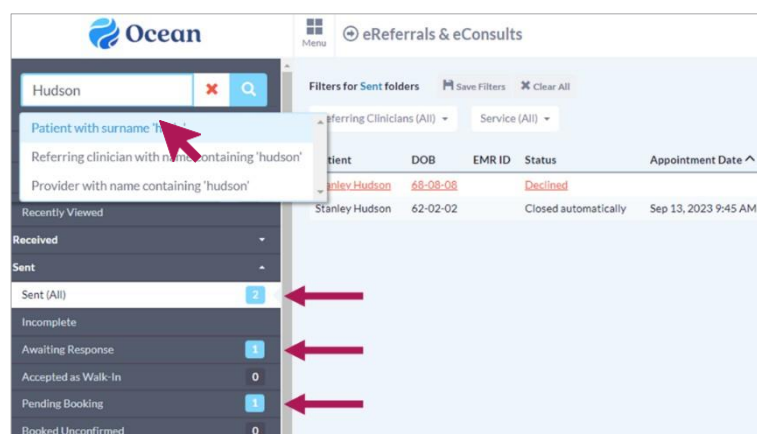 Ocean
Menu
eReferrals & eConsults
Hudson
Patient with surname
Referring clinician with name containing 'hudson'
Provider with name containing 'hudson'
Recently Viewed
Received
Sent
Sent (All) 2
Incomplete
Awaiting Response 1
Accepted as Walk-In 0
Pending Booking 1
Booked Unconfirmed 0
Filters for Sent folders Save Filters Clear All
eferring Clinicians (All) Service (All)
tient DOB EMR ID Status Appointment Date
anley Hudson 68-08-08 Declined
Stanley Hudson 62-02-02 Closed automatically Sep 13, 2023 9:45 AM